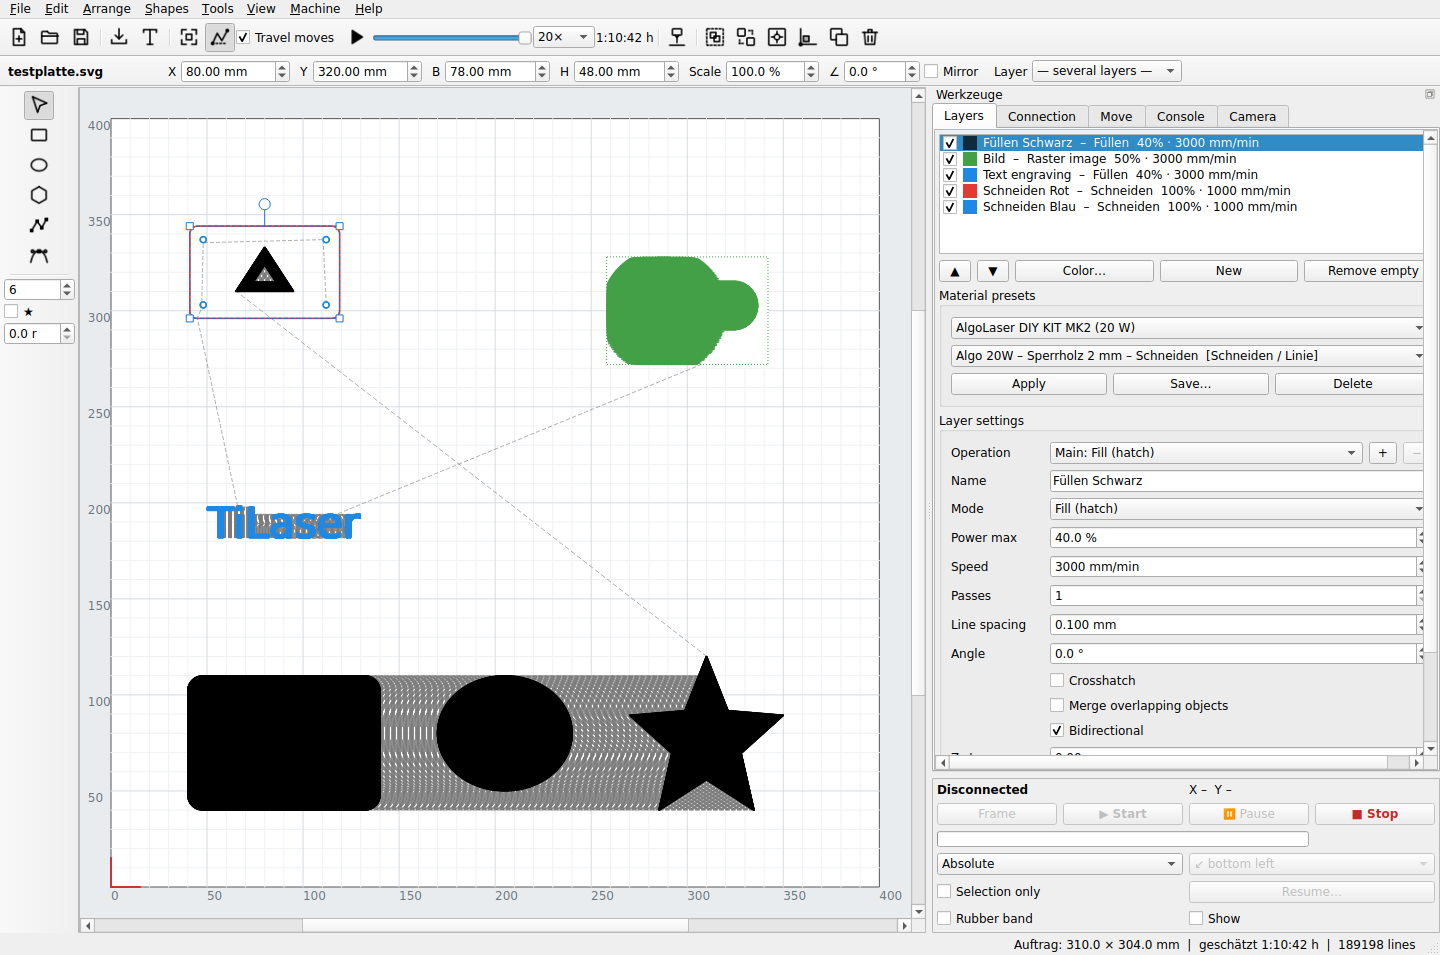 File Edit Arrange Shapes Tools View Machine Help
Travel moves 20× 1:10:42 h
testplatte.svg X 80.00 mm Y 320.00 mm B 78.00 mm H 48.00 mm Scale 100.0 % ∠ 0.0 ° Mirror Layer — several layers —
6
★
0.0 r
400
350
300
250
200
150
100
50
0 50 100 150 200 250 300 350 400
TiLaser
Werkzeuge
Layers Connection Move Console Camera
Füllen Schwarz – Füllen 40% · 3000 mm/min
Bild – Raster image 50% · 3000 mm/min
Text engraving – Füllen 40% · 3000 mm/min
Schneiden Rot – Schneiden 100% · 1000 mm/min
Schneiden Blau – Schneiden 100% · 1000 mm/min
▲ ▼ Color... New Remove empty
Material presets
AlgoLaser DIY KIT MK2 (20 W)
Algo 20W – Sperrholz 2 mm – Schneiden [Schneiden / Linie]
Apply Save... Delete
Layer settings
Operation Main: Fill (hatch) + −
Name Füllen Schwarz
Mode Fill (hatch)
Power max 40.0 %
Speed 3000 mm/min
Passes 1
Line spacing 0.100 mm
Angle 0.0 °
Crosshatch
Merge overlapping objects
Bidirectional
Disconnected X – Y –
Frame ▶ Start Pause ■ Stop
Absolute ↙ bottom left
Selection only Resume...
Rubber band Show
Auftrag: 310.0 × 304.0 mm | geschätzt 1:10:42 h | 189198 lines